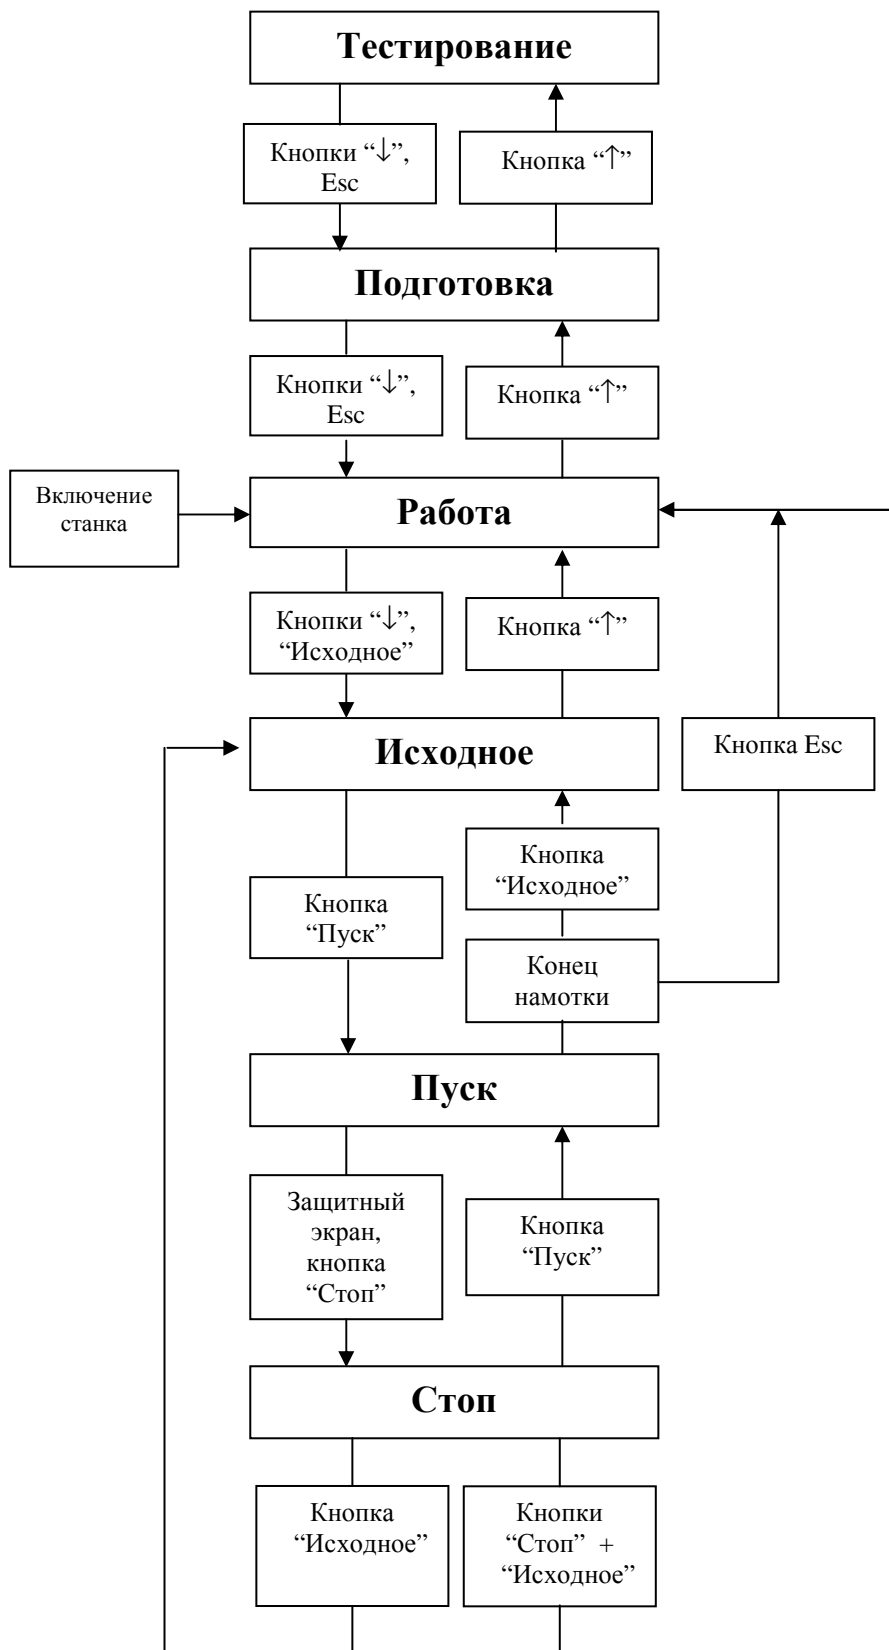 Тестирование
Кнопки “↓”,
Esc
Кнопка “↑”
Подготовка
Кнопки “↓”,
Esc
Кнопка “↑”
Включение
станка
Работа
Кнопки “↓”,
“Исходное”
Кнопка “↑”
Исходное
Кнопка Esc
Кнопка
“Исходное”
Кнопка
“Пуск”
Конец
намотки
Пуск
Защитный
экран,
кнопка
“Стоп”
Кнопка
“Пуск”
Стоп
Кнопка
“Исходное”
Кнопки
“Стоп” +
“Исходное”